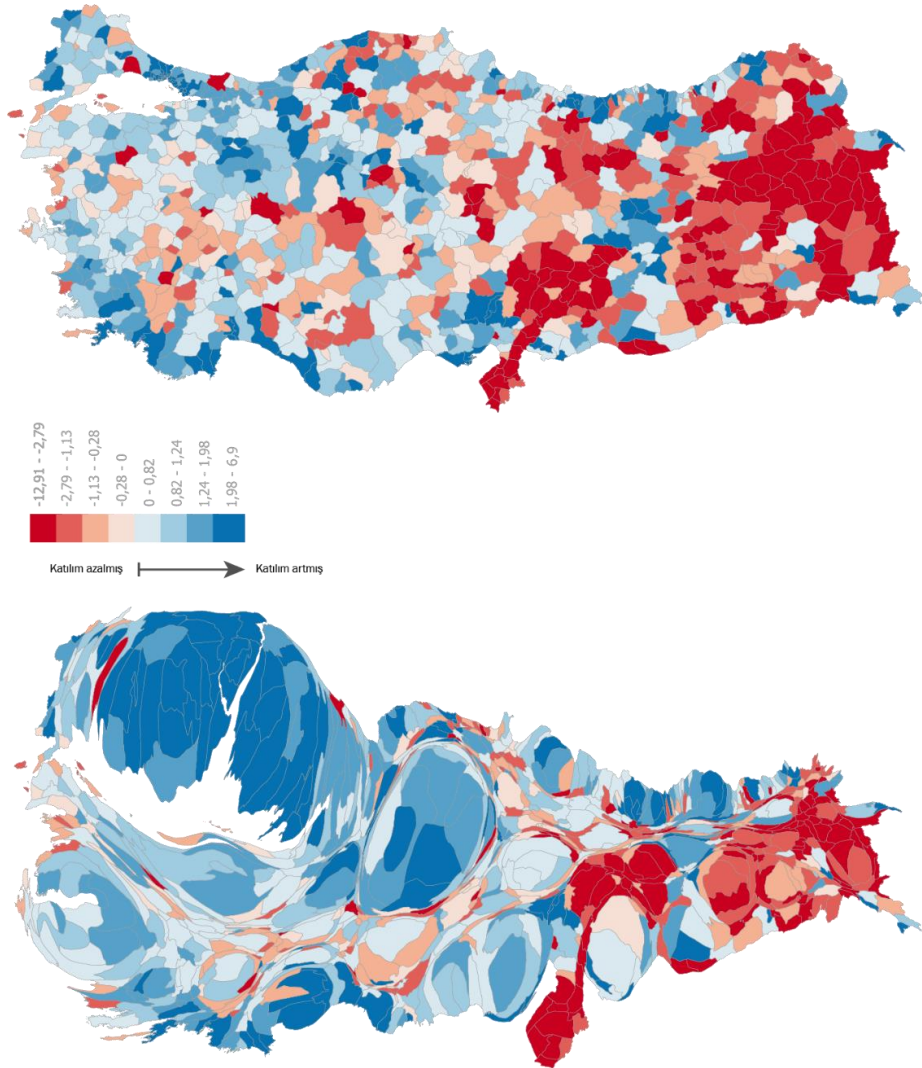 -12,91 - -2,79
-2,79 - -1,13
-1,13 - -0,28
-0,28 - 0
0 - 0,82
0,82 - 1,24
1,24 - 1,98
1,98 - 6,9
Katılım azalmış
Katılım artmış